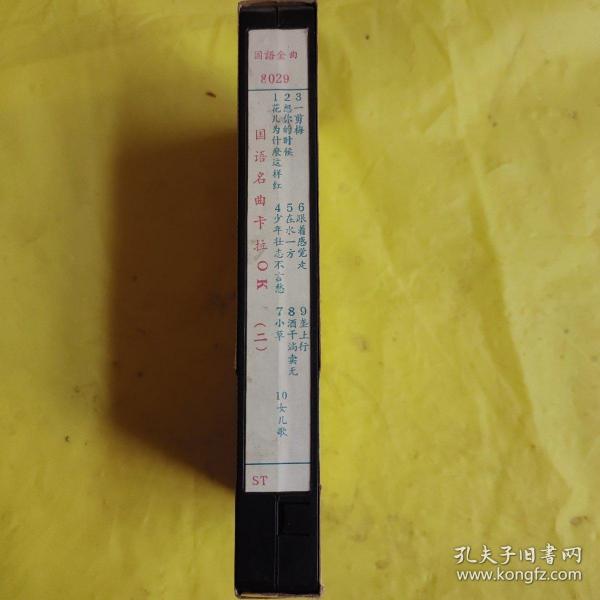 国語金曲
8029
国语名曲卡拉OK（二）
1花儿为什麽这样红
2想你的时候
3一剪梅
4少年壮志不言愁
5在水一方
6跟着感觉走
7小草
8酒干淌卖无
9垄上行
10女儿歌
ST
孔夫子旧書网
www.kongfz.com